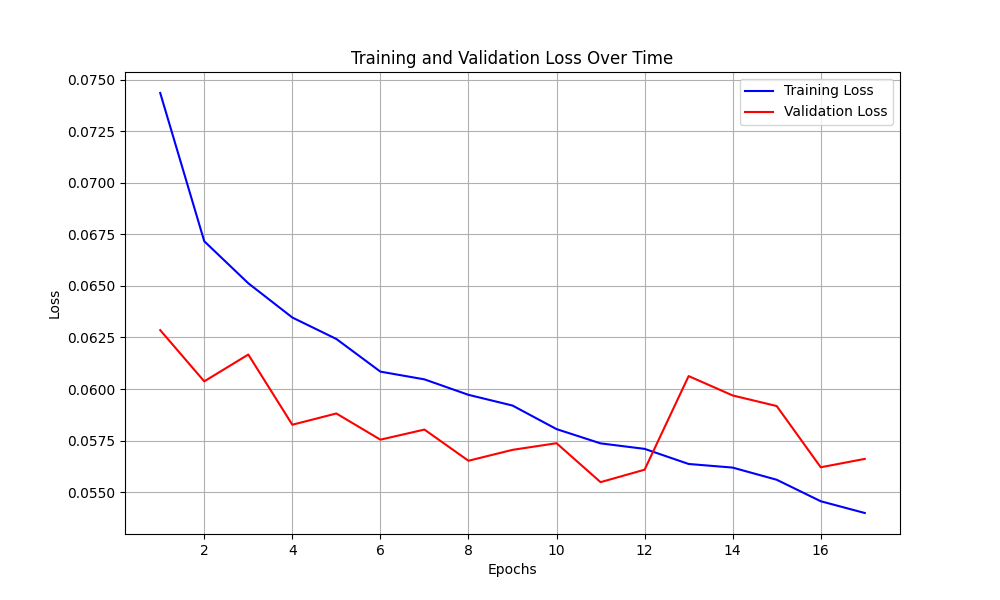 Training and Validation Loss Over Time
Training Loss
Validation Loss
Loss
0.0750
0.0725
0.0700
0.0675
0.0650
0.0625
0.0600
0.0575
0.0550
2 4 6 8 10 12 14 16
Epochs